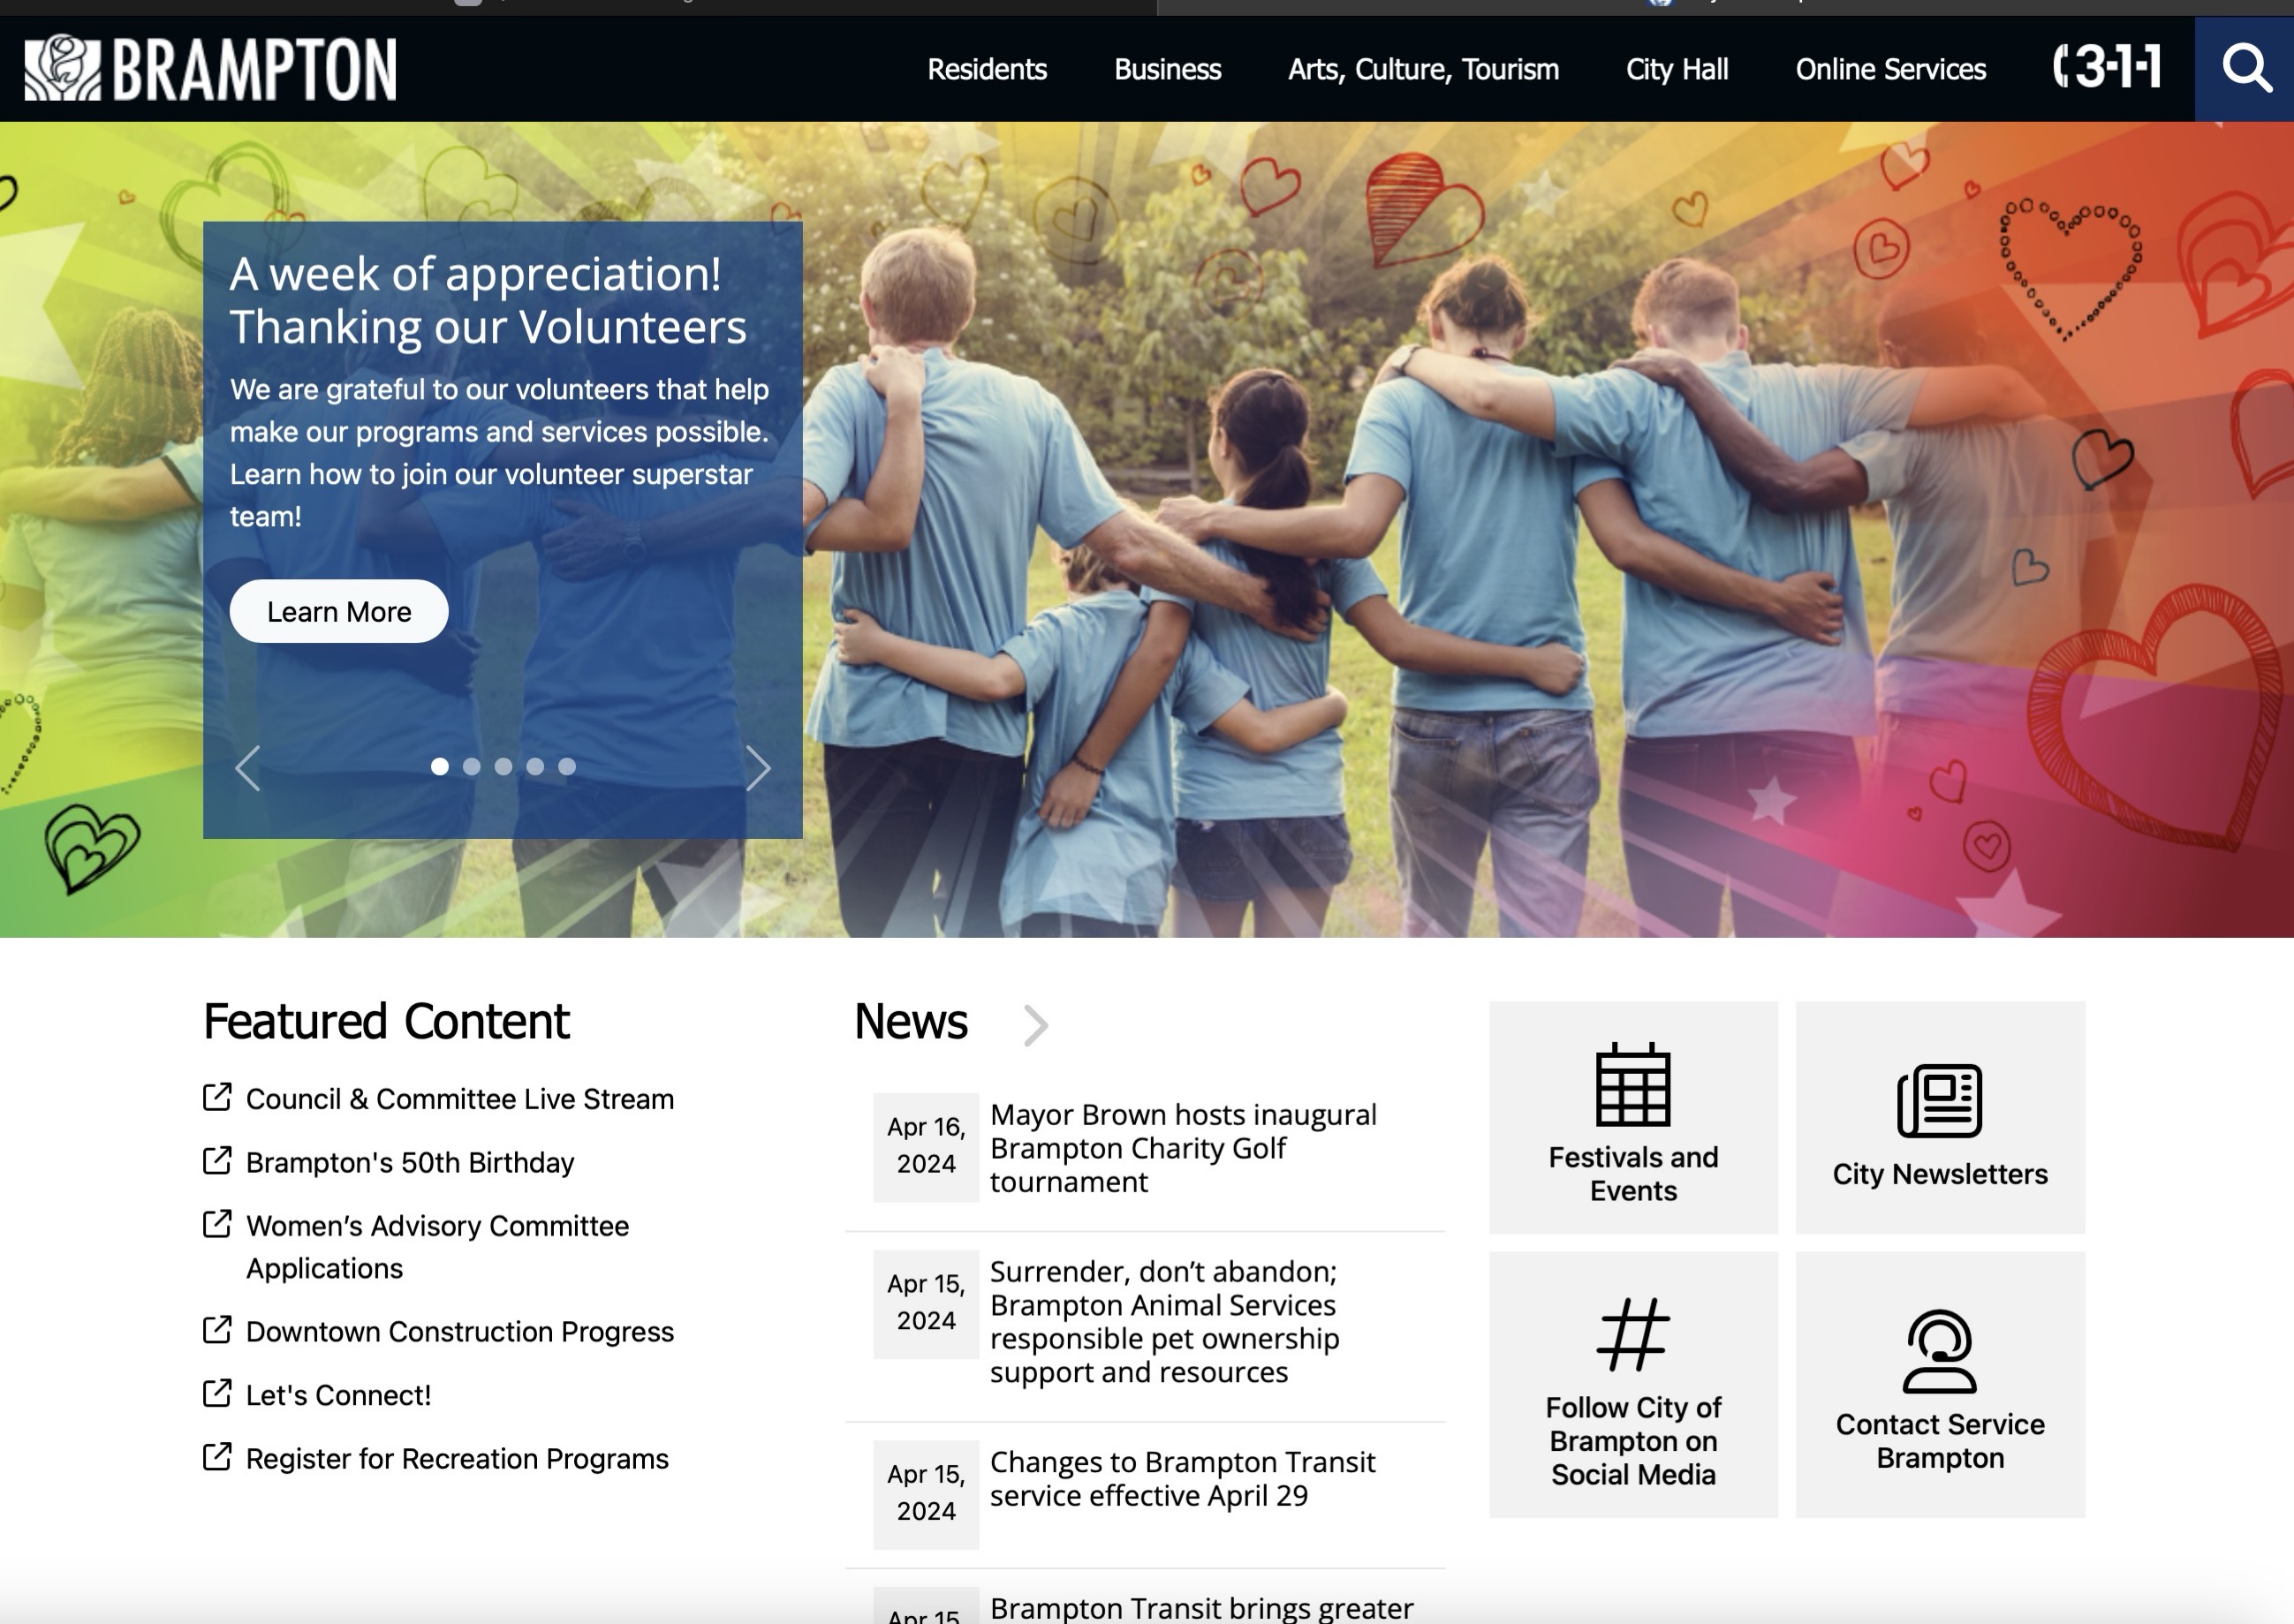 BRAMPTON
Residents
Business
Arts, Culture, Tourism
City Hall
Online Services
3-1-1
A week of appreciation!
Thanking our Volunteers
We are grateful to our volunteers that help
make our programs and services possible.
Learn how to join our volunteer superstar
team!
Learn More
Featured Content
Council & Committee Live Stream
Brampton's 50th Birthday
Women’s Advisory Committee
Applications
Downtown Construction Progress
Let's Connect!
Register for Recreation Programs
News
Apr 16,
2024
Mayor Brown hosts inaugural
Brampton Charity Golf
tournament
Apr 15,
2024
Surrender, don’t abandon;
Brampton Animal Services
responsible pet ownership
support and resources
Apr 15,
2024
Changes to Brampton Transit
service effective April 29
Apr 15,
Brampton Transit brings greater
Festivals and
Events
City Newsletters
#
Follow City of
Brampton on
Social Media
Contact Service
Brampton